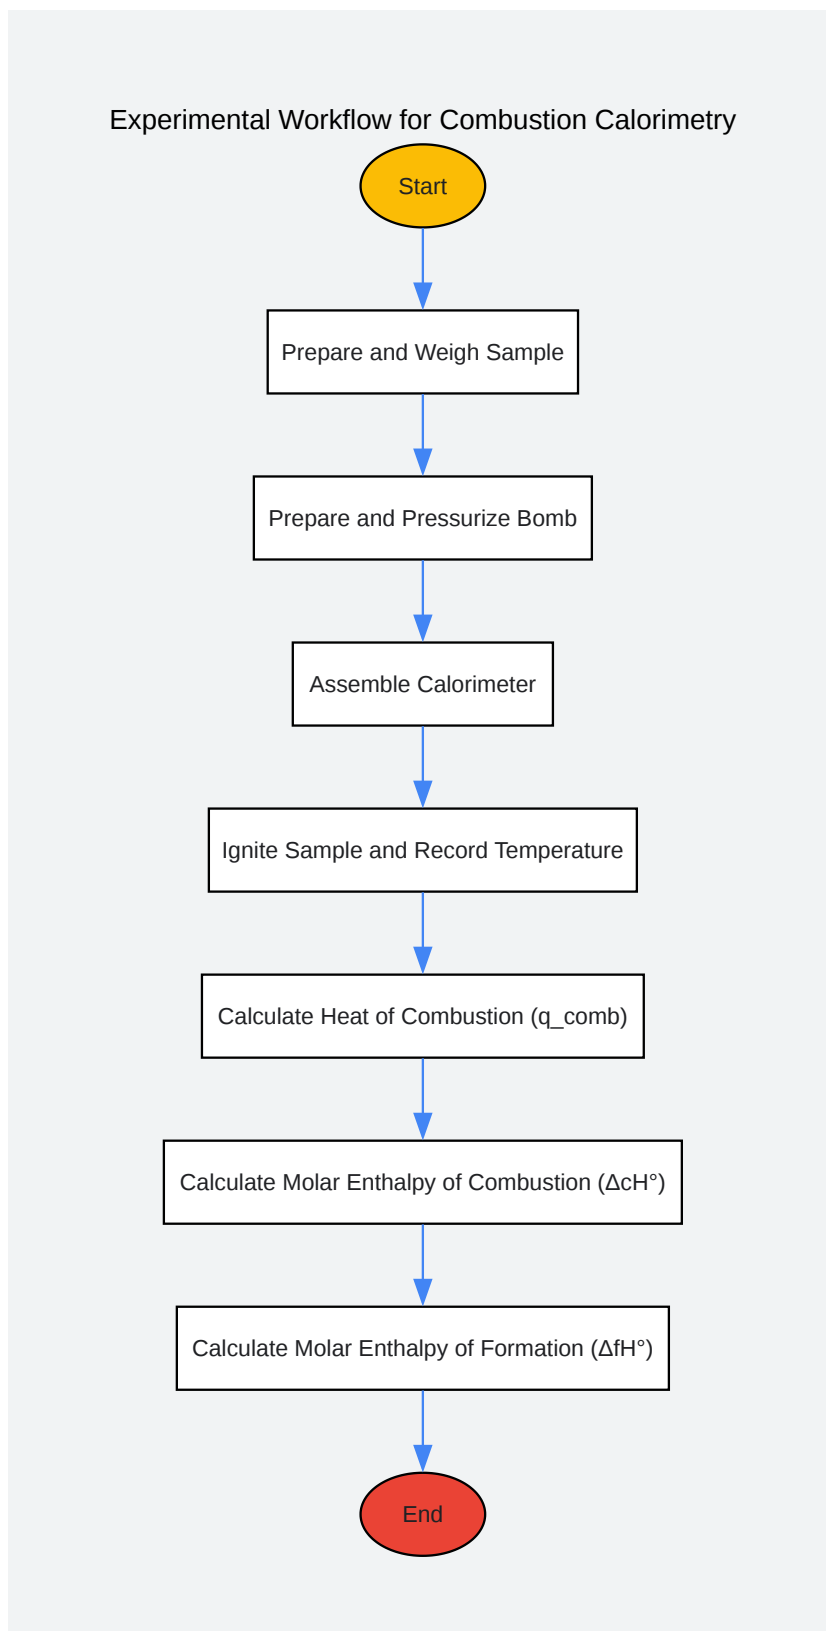 Experimental Workflow for Combustion Calorimetry
Start
Prepare and Weigh Sample
Prepare and Pressurize Bomb
Assemble Calorimeter
Ignite Sample and Record Temperature
Calculate Heat of Combustion (q_comb)
Calculate Molar Enthalpy of Combustion (ΔcH°)
Calculate Molar Enthalpy of Formation (ΔfH°)
End